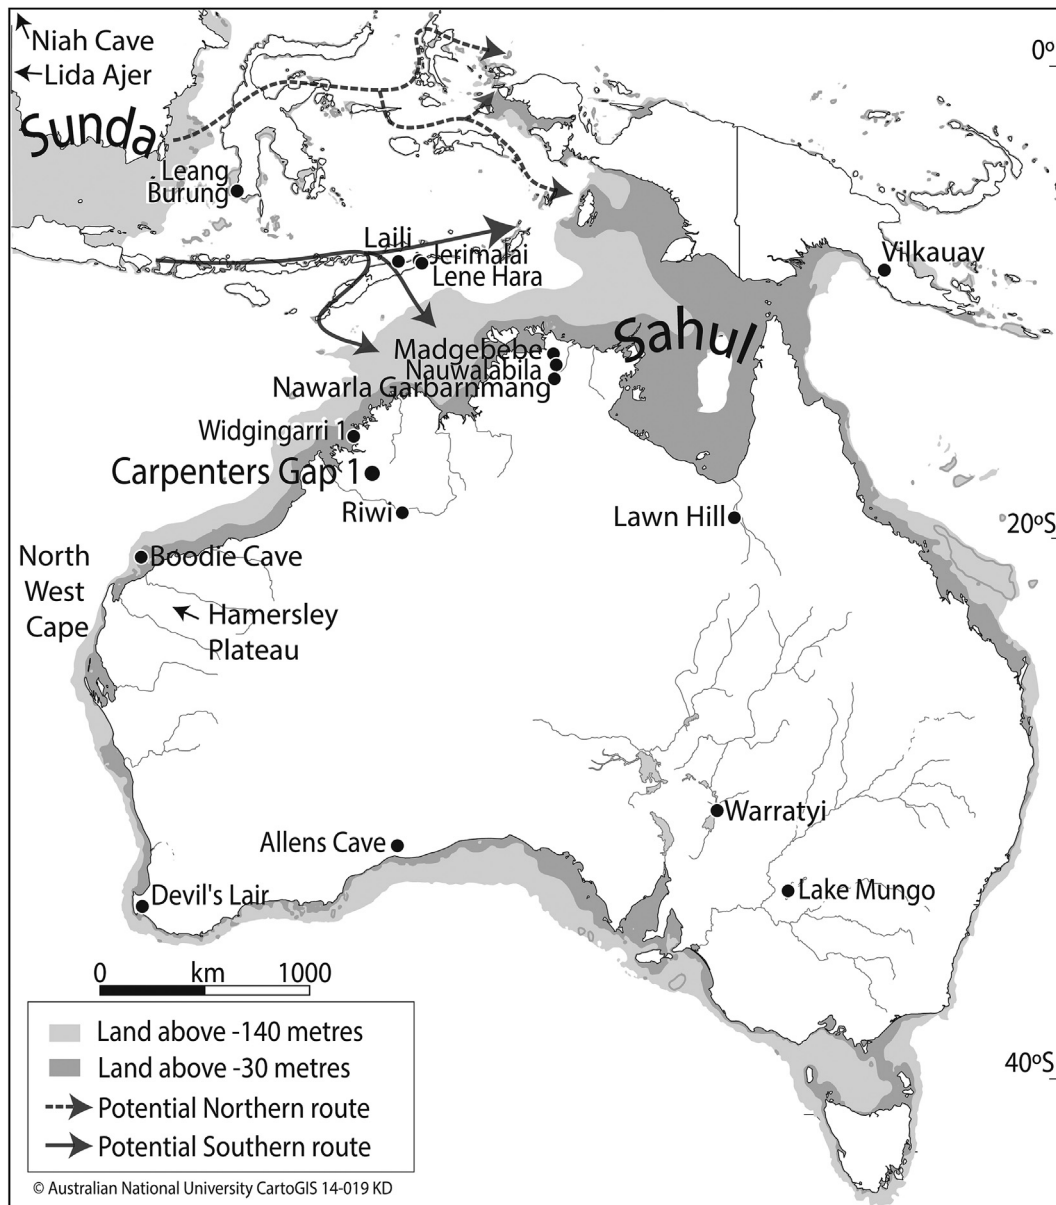 Niah Cave
Lida Ajer
0º
Sunda
Leang
Burung
Laili
Jerimalai
Lene Hara
Vilkauav
Sahul
Madgebebe
Nauwalabila
Nawarla Garbarnmang
Widgingarri 1
Carpenters Gap 1
Riwi
Lawn Hill
20ºS
North
West
Cape
Boodie Cave
Hamersley
Plateau
Warratyi
Allens Cave
Lake Mungo
Devil's Lair
0 km 1000
Land above -140 metres
Land above -30 metres
Potential Northern route
Potential Southern route
40ºS
© Australian National University CartoGIS 14-019 KD